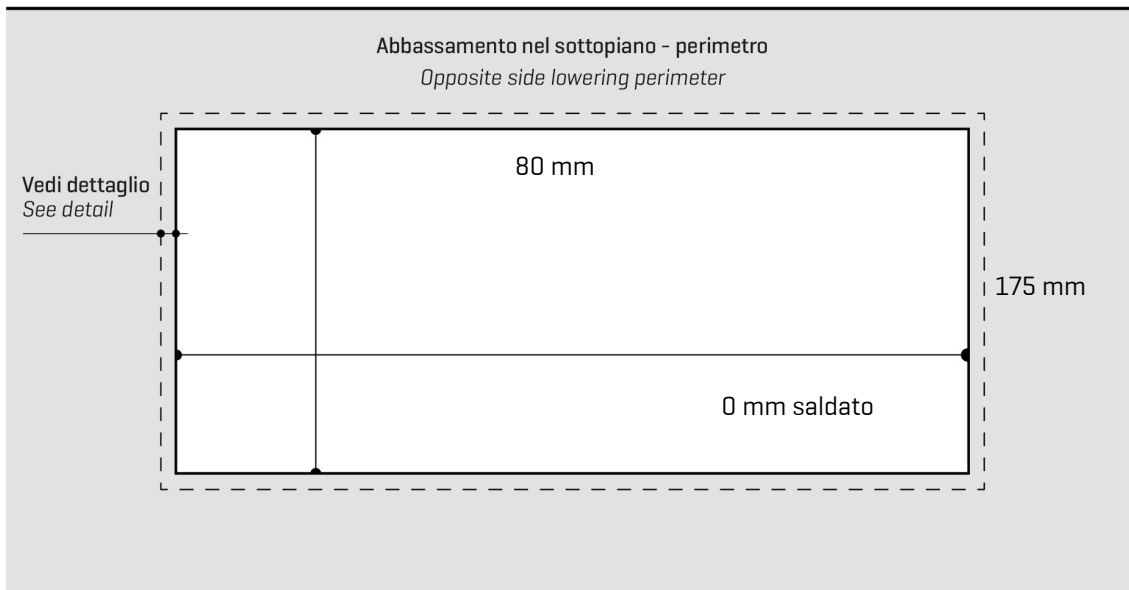 Abbassamento nel sottopiano - perimetro
Opposite side lowering perimeter
80 mm
Vedi dettaglio
See detail
175 mm
0 mm saldato